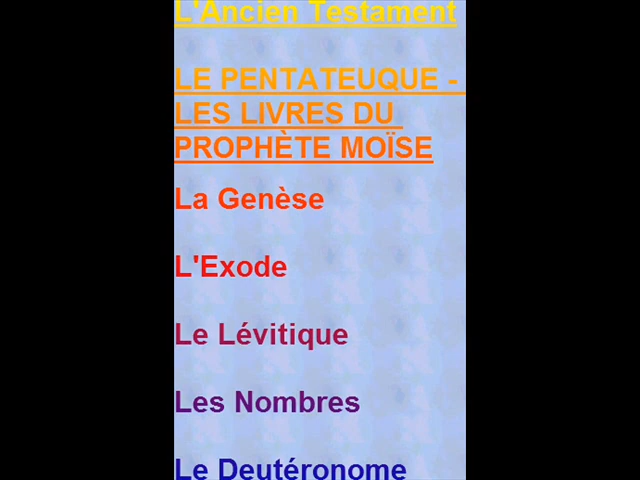 L'Ancien Testament
LE PENTATEUQUE -
LES LIVRES DU
PROPHÈTE MOÏSE
La Genèse
L'Exode
Le Lévitique
Les Nombres
Le Deutéronome